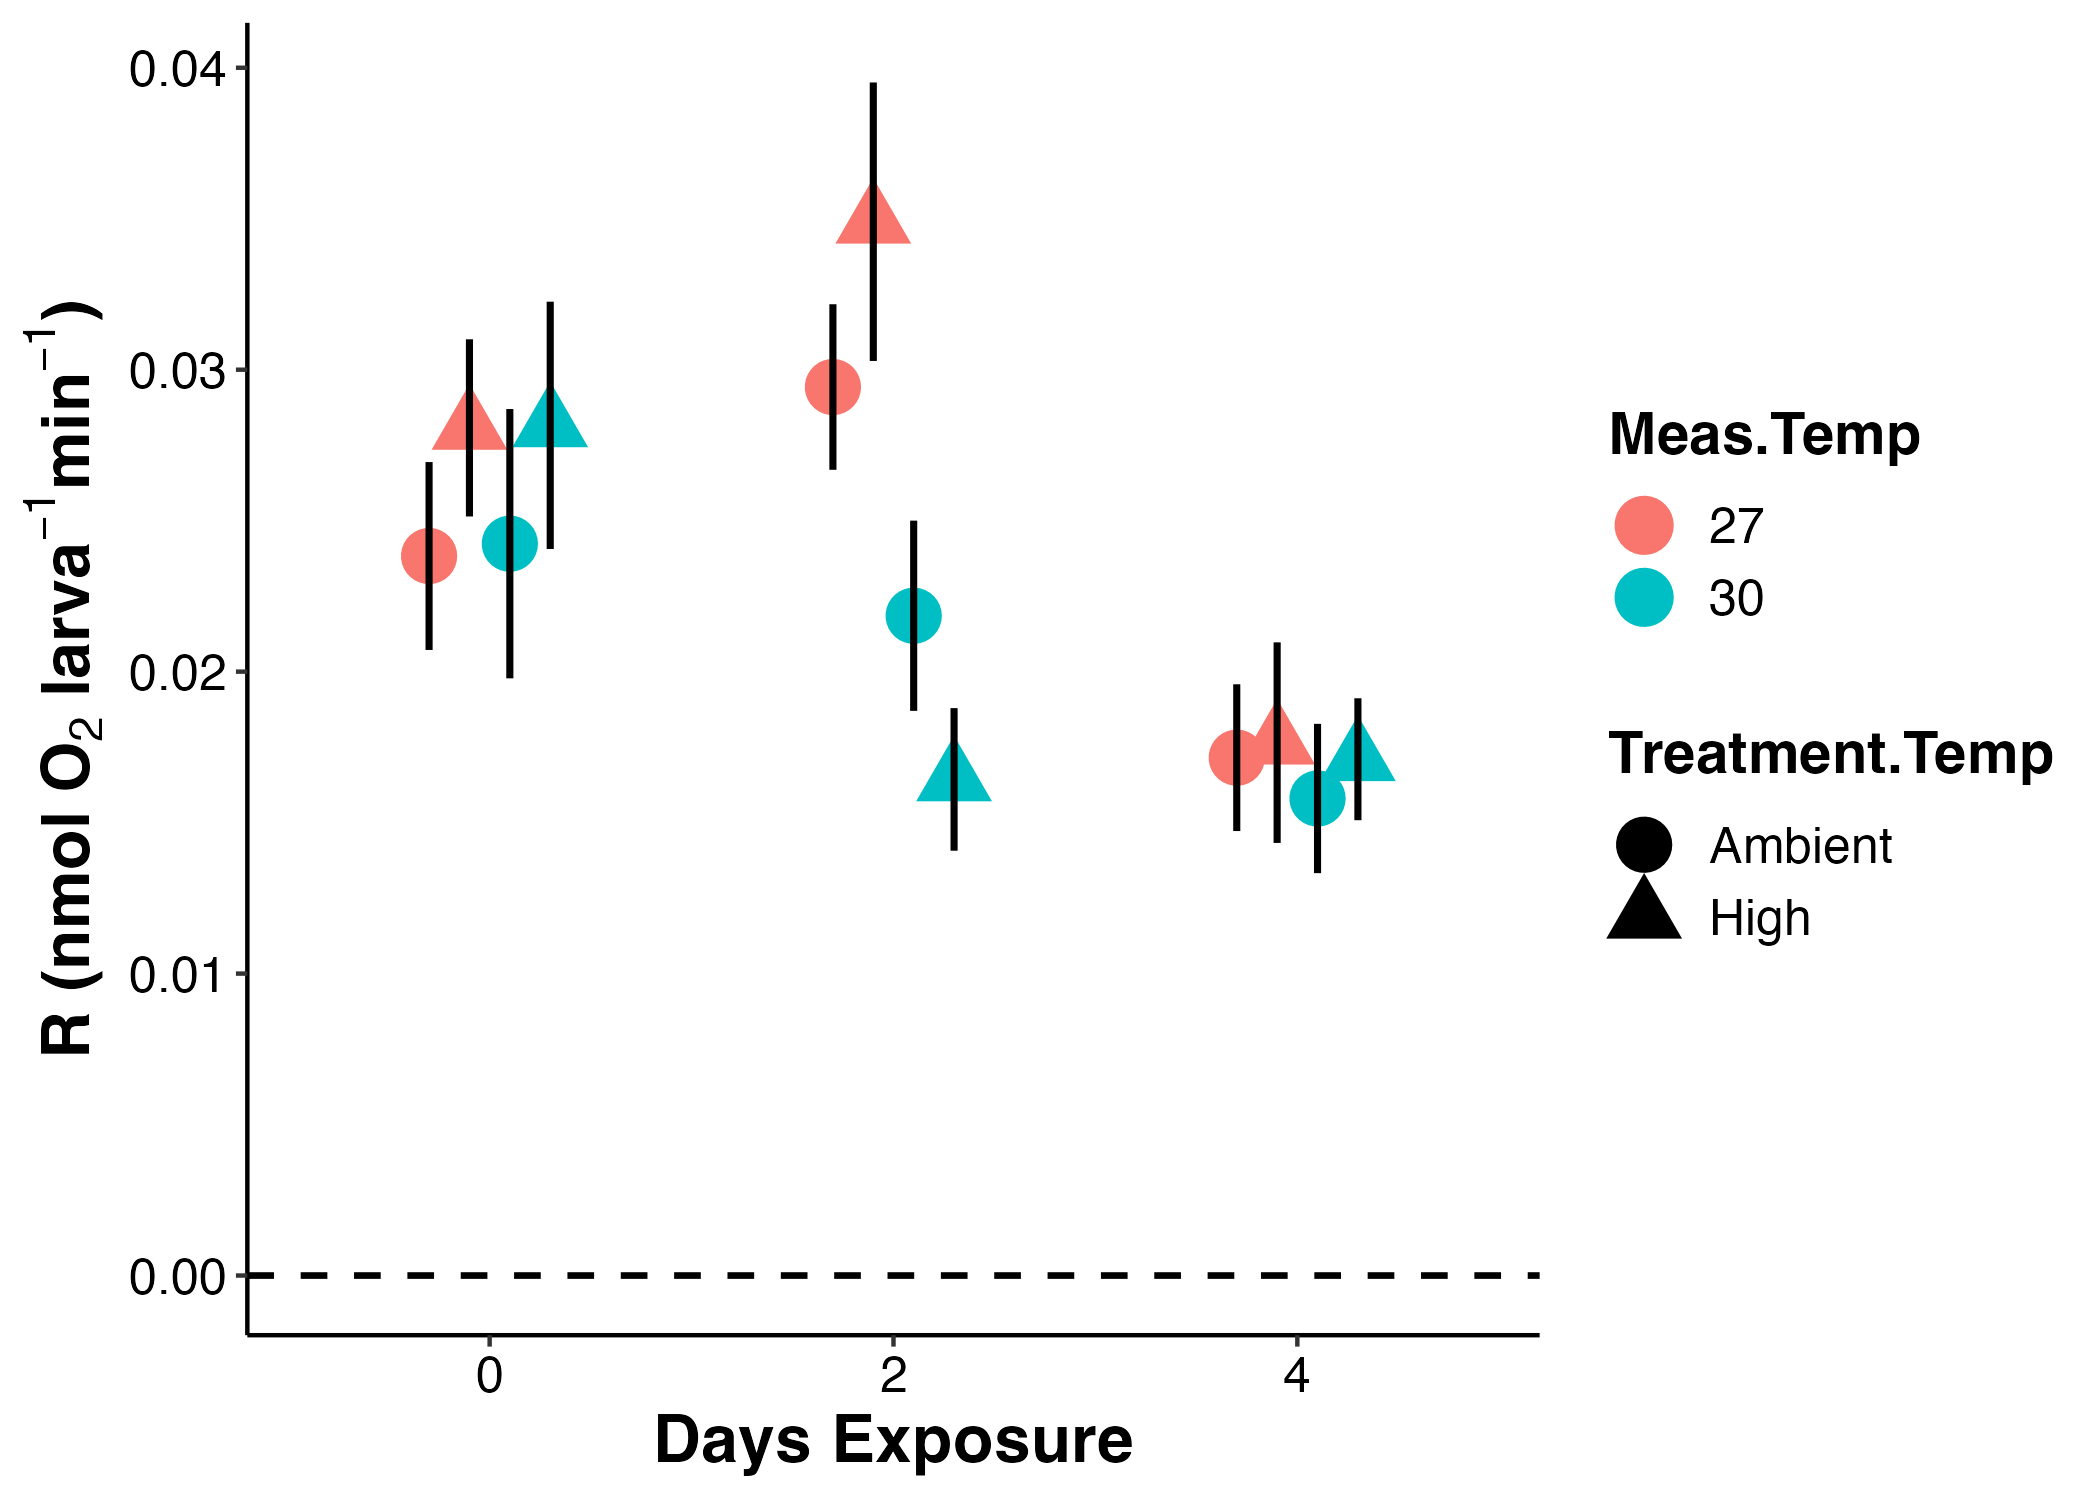 0.04
0.03
0.02
0.01
0.00
R (nmol O₂ larva⁻¹min⁻¹)
0
2
4
Days Exposure
Meas.Temp
27
30
Treatment.Temp
Ambient
High